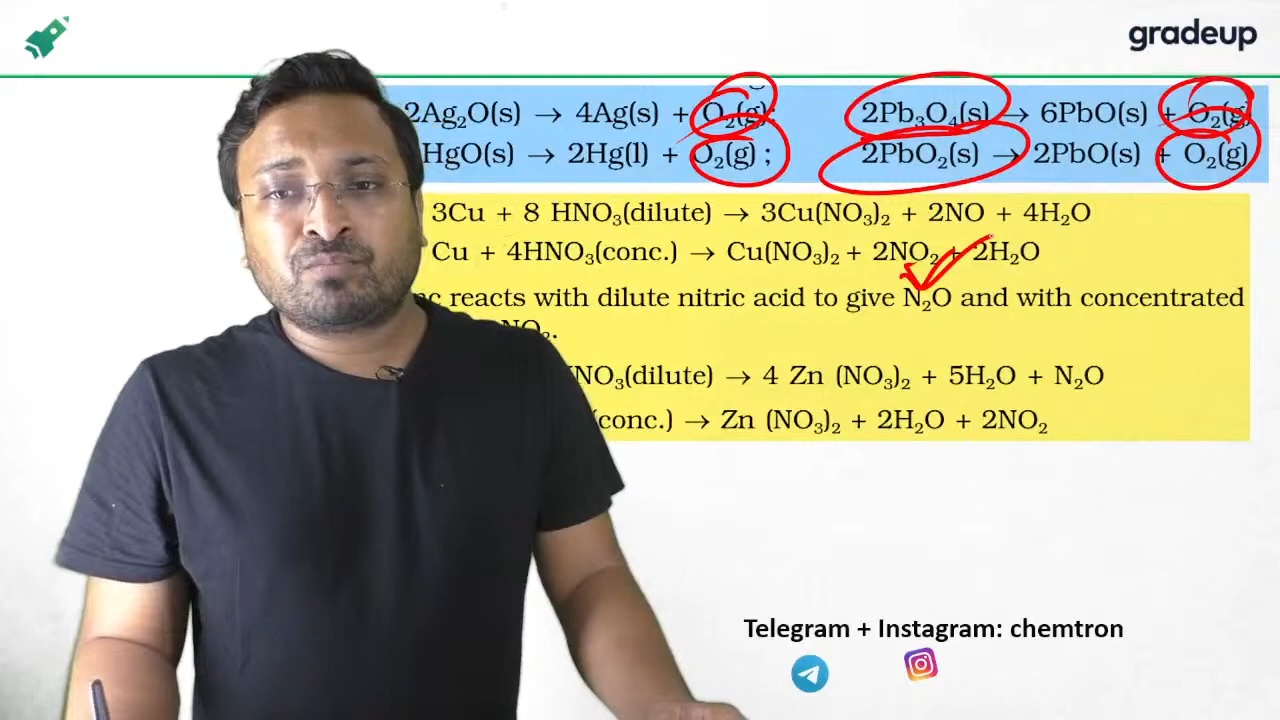 gradeup
2Ag₂O(s) → 4Ag(s) + O₂(g); 2Pb₃O₄(s) → 6PbO(s) + O₂(g)
HgO(s) → 2Hg(l) + O₂(g) ; 2PbO₂(s) → 2PbO(s) + O₂(g)
3Cu + 8 HNO₃(dilute) → 3Cu(NO₃)₂ + 2NO + 4H₂O
Cu + 4HNO₃(conc.) → Cu(NO₃)₂ + 2NO₂ + 2H₂O
nc reacts with dilute nitric acid to give N₂O and with concentrated
NO₂.
NO₃(dilute) → 4 Zn (NO₃)₂ + 5H₂O + N₂O
(conc.) → Zn (NO₃)₂ + 2H₂O + 2NO₂
Telegram + Instagram: chemtron